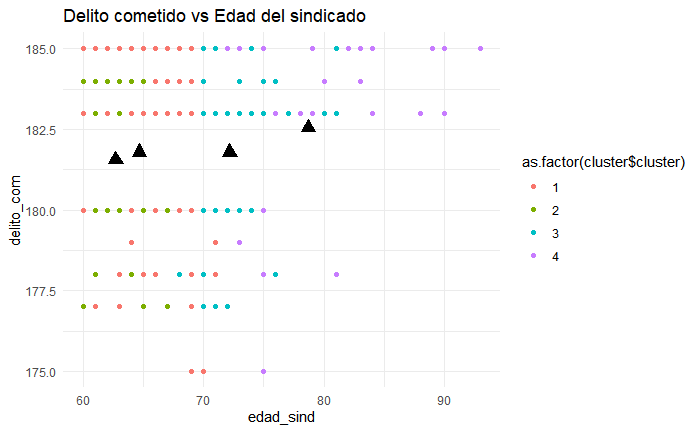 Delito cometido vs Edad del sindicado
185.0
182.5
180.0
177.5
175.0
delito_com
60 70 80 90
edad_sind
as.factor(cluster$cluster)
1
2
3
4